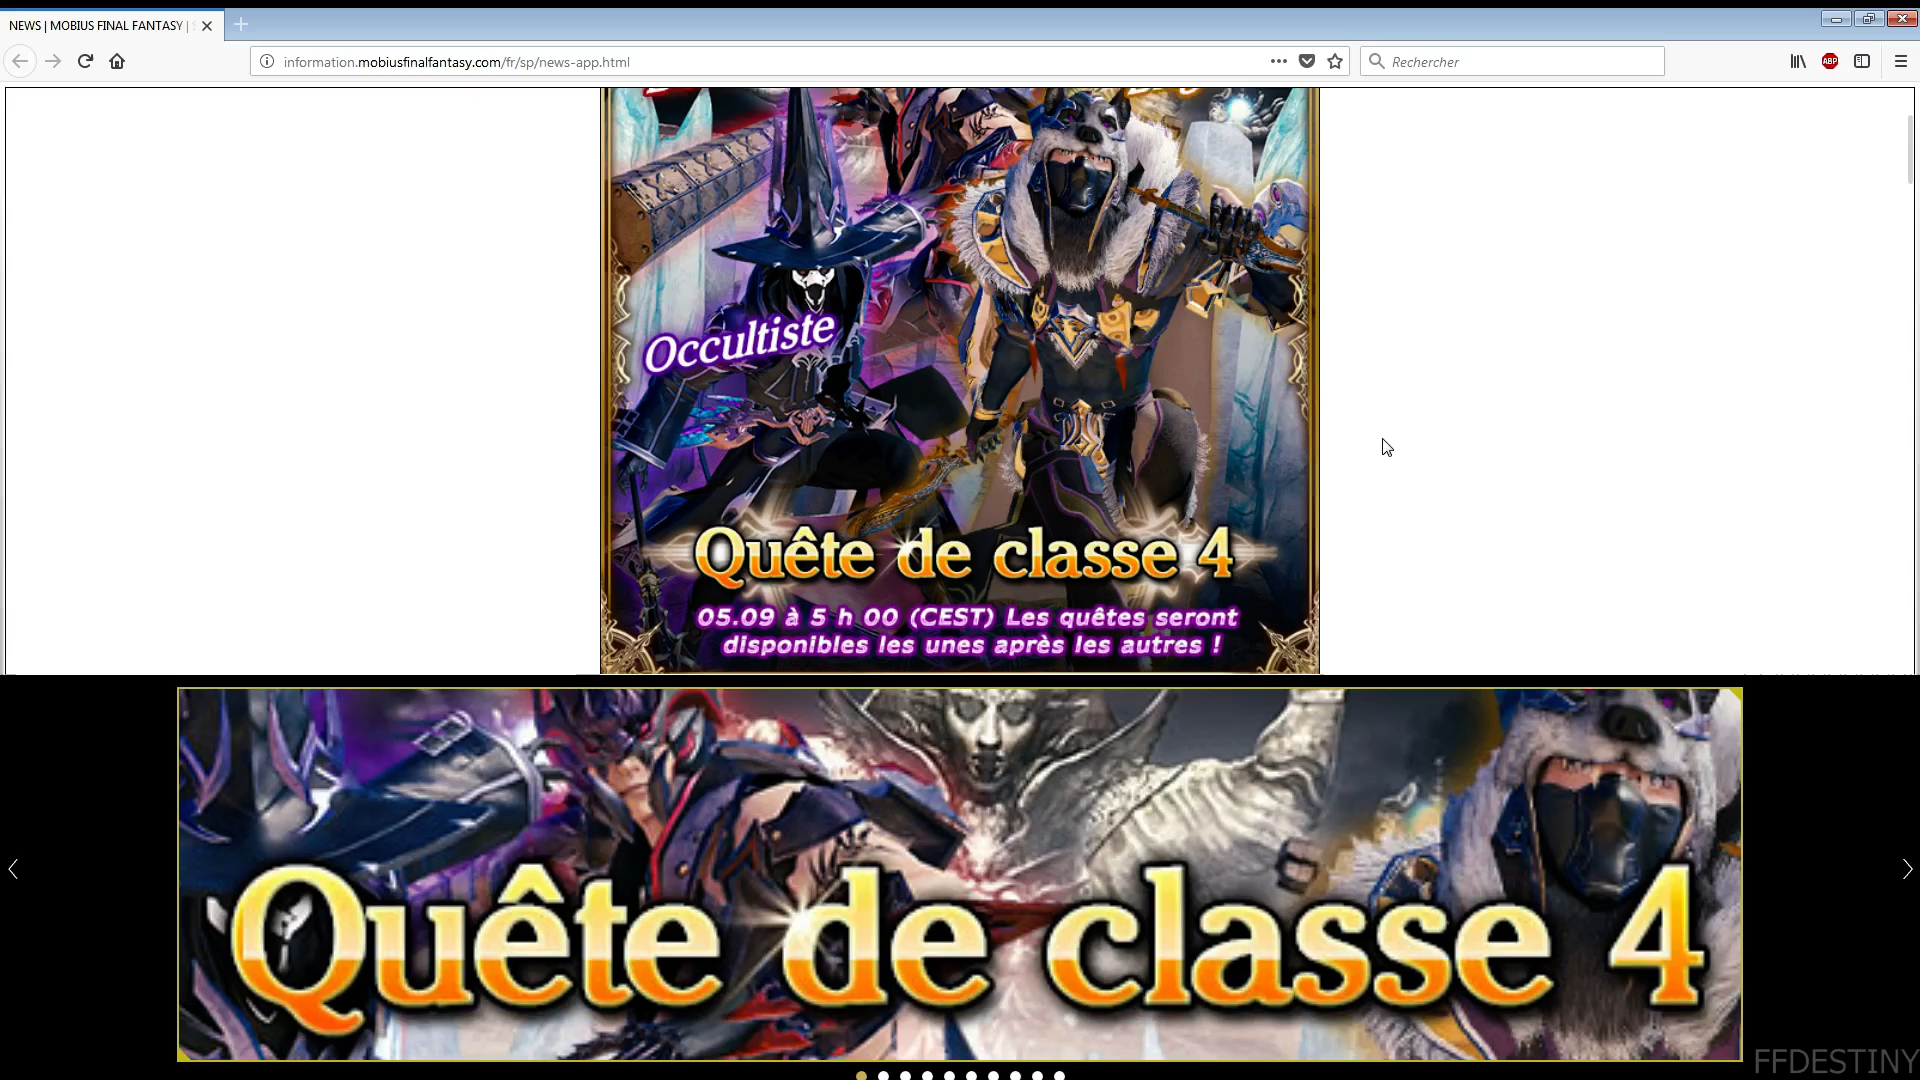 NEWS | MOBIUS FINAL FANTASY |
information.mobiusfinalfantasy.com/fr/sp/news-app.html
Rechercher
ABP
Occultiste
Quête de classe 4
05.09 à 5 h 00 (CEST) Les quêtes seront
disponibles les unes après les autres !
Quête de classe 4
FFDESTINY